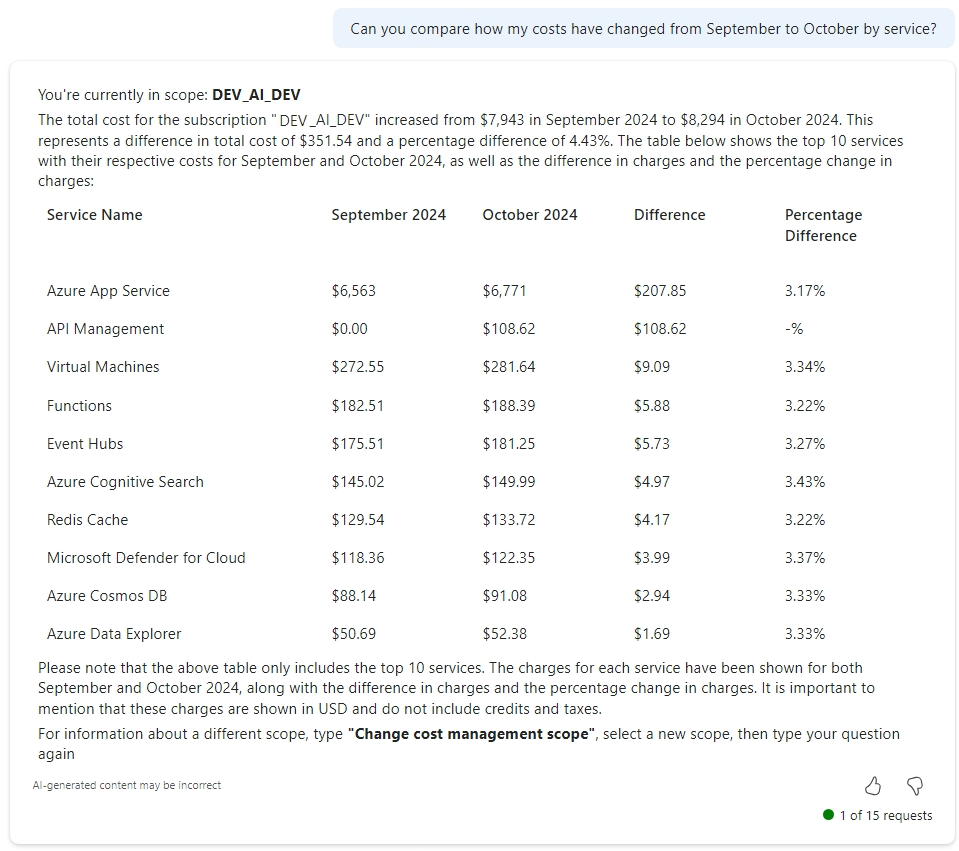 Can you compare how my costs have changed from September to October by service?
You're currently in scope: DEV_AI_DEV
The total cost for the subscription "DEV_AI_DEV" increased from $7,943 in September 2024 to $8,294 in October 2024. This
represents a difference in total cost of $351.54 and a percentage difference of 4.43%. The table below shows the top 10 services
with their respective costs for September and October 2024, as well as the difference in charges and the percentage change in
charges:
Service Name September 2024 October 2024 Difference Percentage
Difference
Azure App Service $6,563 $6,771 $207.85 3.17%
API Management $0.00 $108.62 $108.62 -%
Virtual Machines $272.55 $281.64 $9.09 3.34%
Functions $182.51 $188.39 $5.88 3.22%
Event Hubs $175.51 $181.25 $5.73 3.27%
Azure Cognitive Search $145.02 $149.99 $4.97 3.43%
Redis Cache $129.54 $133.72 $4.17 3.22%
Microsoft Defender for Cloud $118.36 $122.35 $3.99 3.37%
Azure Cosmos DB $88.14 $91.08 $2.94 3.33%
Azure Data Explorer $50.69 $52.38 $1.69 3.33%
Please note that the above table only includes the top 10 services. The charges for each service have been shown for both
September and October 2024, along with the difference in charges and the percentage change in charges. It is important to
mention that these charges are shown in USD and do not include credits and taxes.
For information about a different scope, type "Change cost management scope", select a new scope, then type your question
again
AI-generated content may be incorrect
1 of 15 requests